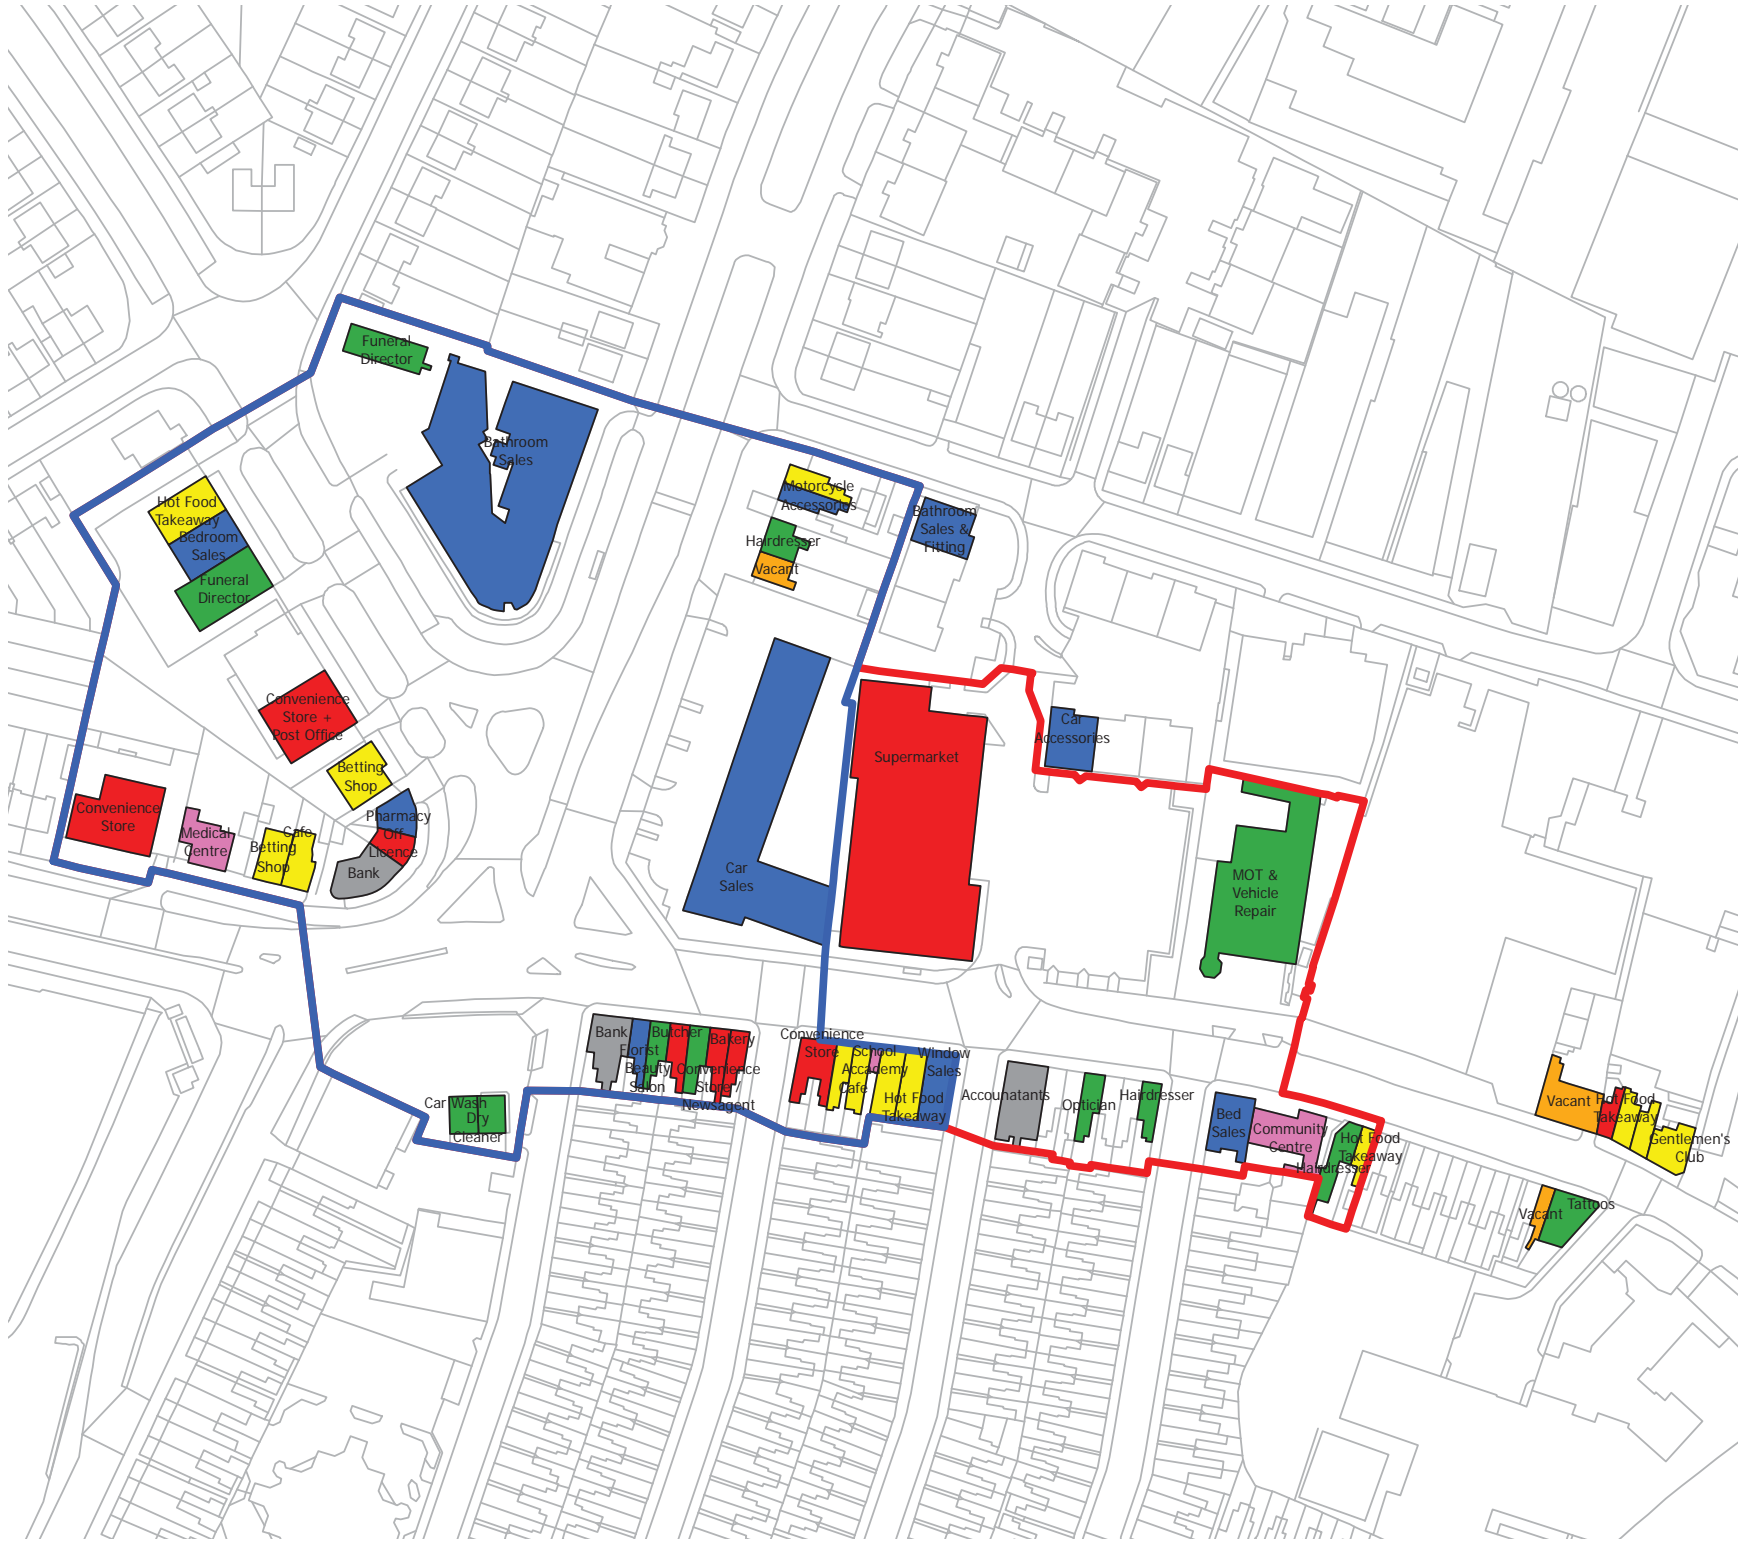 Funeral
Director
Bathroom
Sales
Hot Food
Takeaway
Bedroom
Sales
Funeral
Director
Motorcycle
Accessories
Hairdresser
Vacant
Bathroom
Sales &
Fitting
Convenience
Store +
Post Office
Betting
Shop
Convenience
Store
Medical
Centre
Betting
Shop
Cafe
Pharmacy
Off
Licence
Bank
Car
Sales
Supermarket
Car
Accessories
MOT &
Vehicle
Repair
Car Wash
Dry
Cleaner
Bank
Florist
Beauty
Salon
Butcher
Convenience
Store /
Newsagent
Bakery
Convenience
Store
Cafe
School
Accademy
Hot Food
Takeaway
Window
Sales
Accounatants
Optician
Hairdresser
Bed
Sales
Community
Centre
Hairdresser
Hot Food
Takeaway
Vacant
Hot Food
Takeaway
Gentlemen's
Club
Vacant
Tattoos